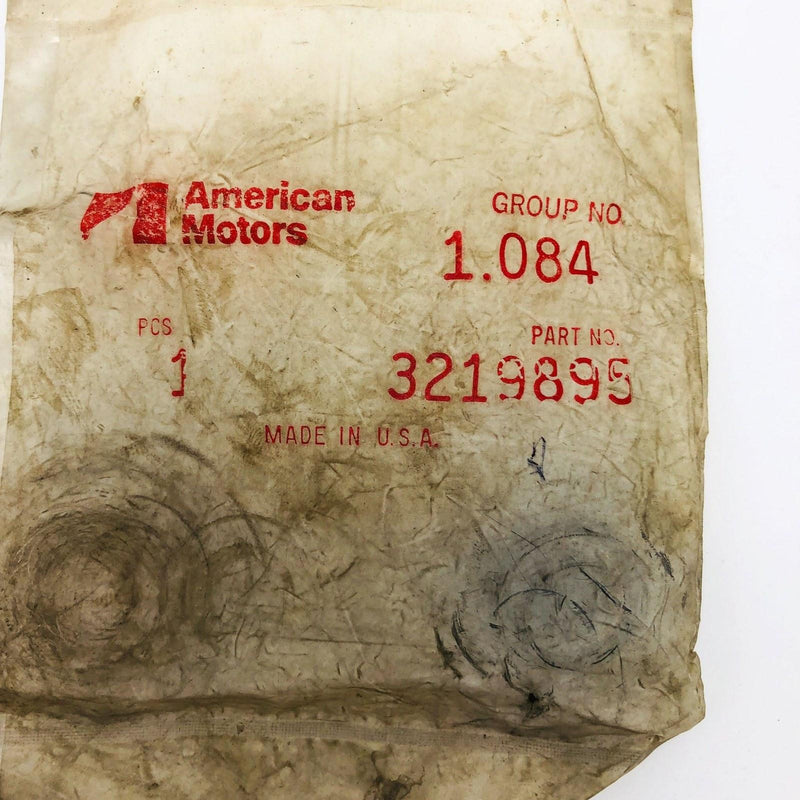 American
Motors
GROUP NO.
1.084
PCS
1
PART NO.
3219895
MADE IN U.S.A.